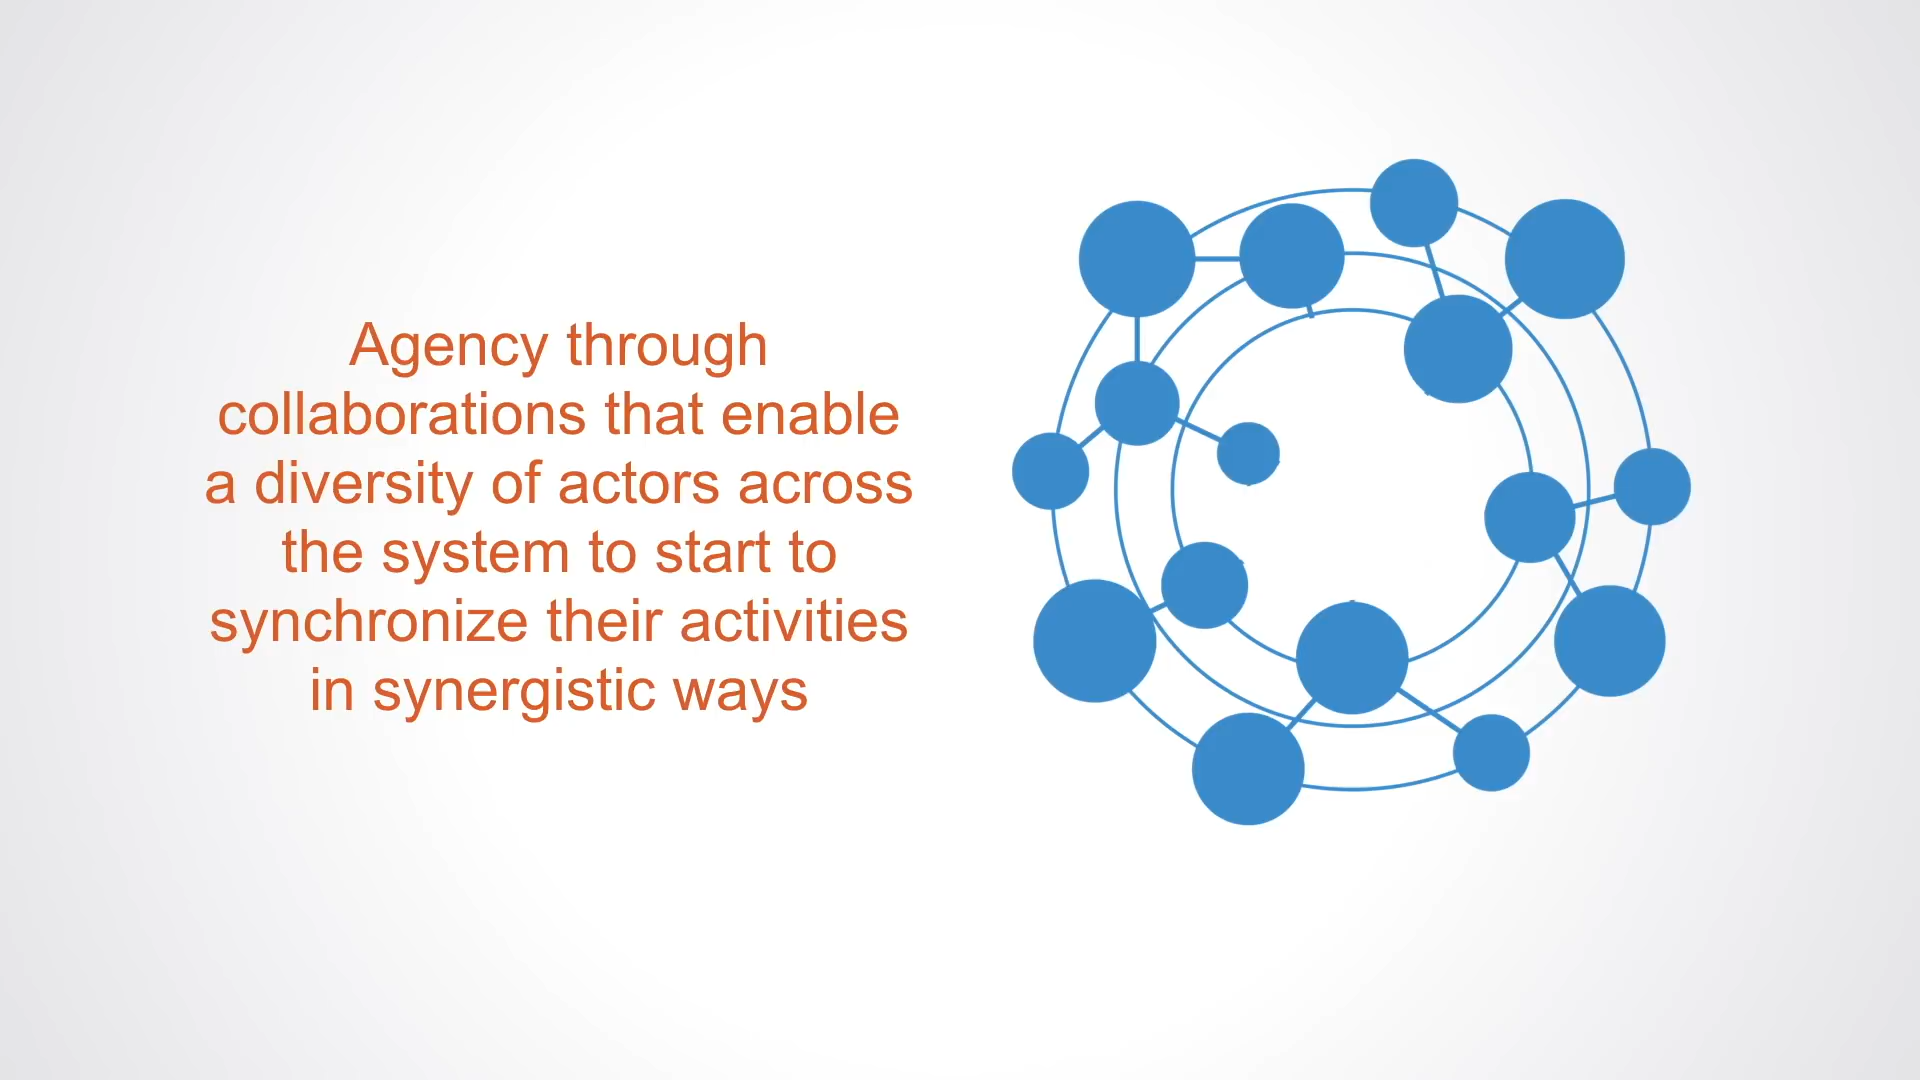 Agency through
collaborations that enable
a diversity of actors across
the system to start to
synchronize their activities
in synergistic ways